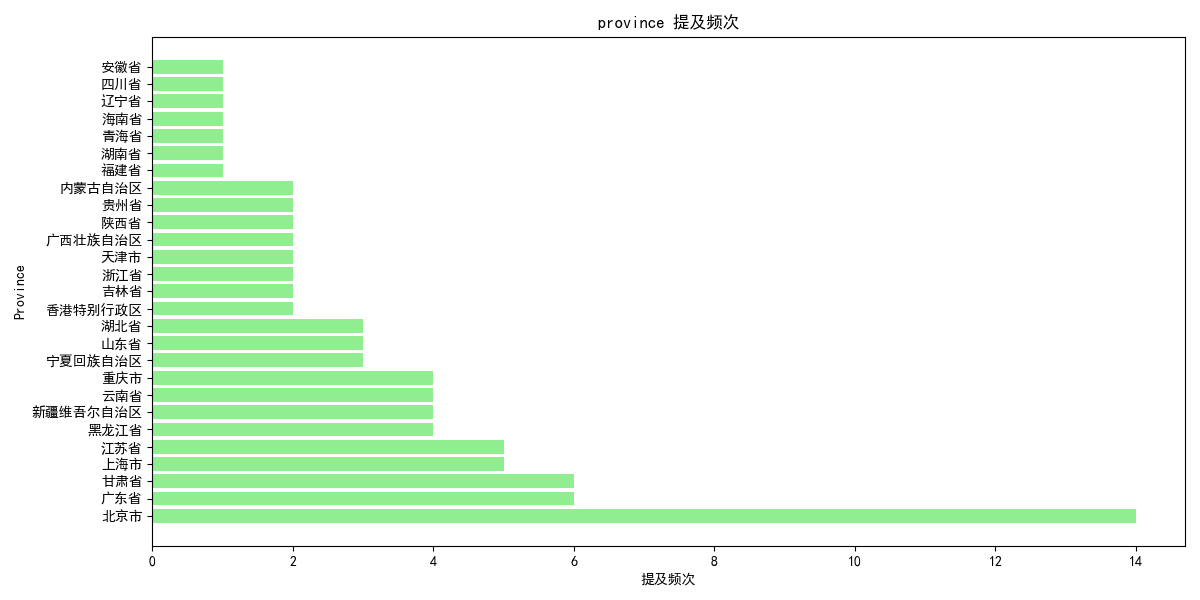 province 提及频次
安徽省
四川省
辽宁省
海南省
青海省
湖南省
福建省
内蒙古自治区
贵州省
陕西省
广西壮族自治区
天津市
浙江省
吉林省
香港特别行政区
湖北省
山东省
宁夏回族自治区
重庆市
云南省
新疆维吾尔自治区
黑龙江省
江苏省
上海市
甘肃省
广东省
北京市
Province
0 2 4 6 8 10 12 14
提及频次